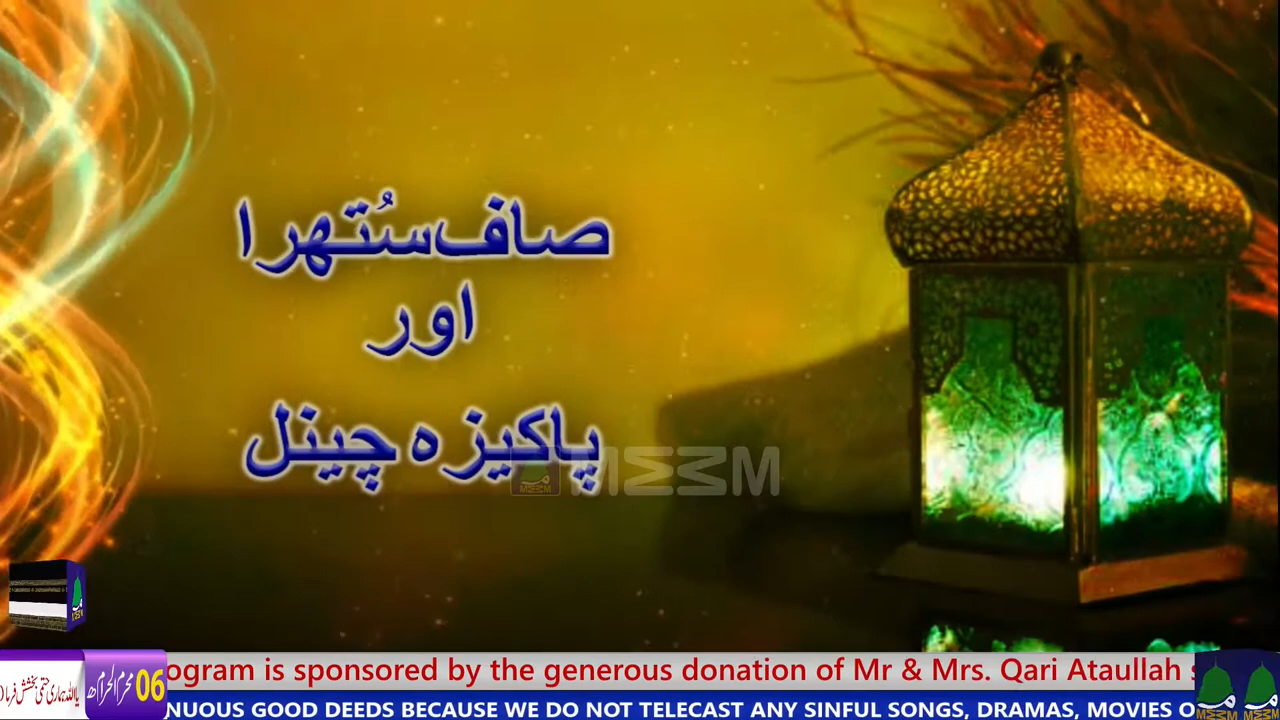 صاف سُتھرا
اور
پاکیزہ چینل
MΣΣM
06 محرم الحرام
ogram is sponsored by the generous donation of Mr & Mrs. Qari Ataullah s
NUOUS GOOD DEEDS BECAUSE WE DO NOT TELECAST ANY SINFUL SONGS, DRAMAS, MOVIES O